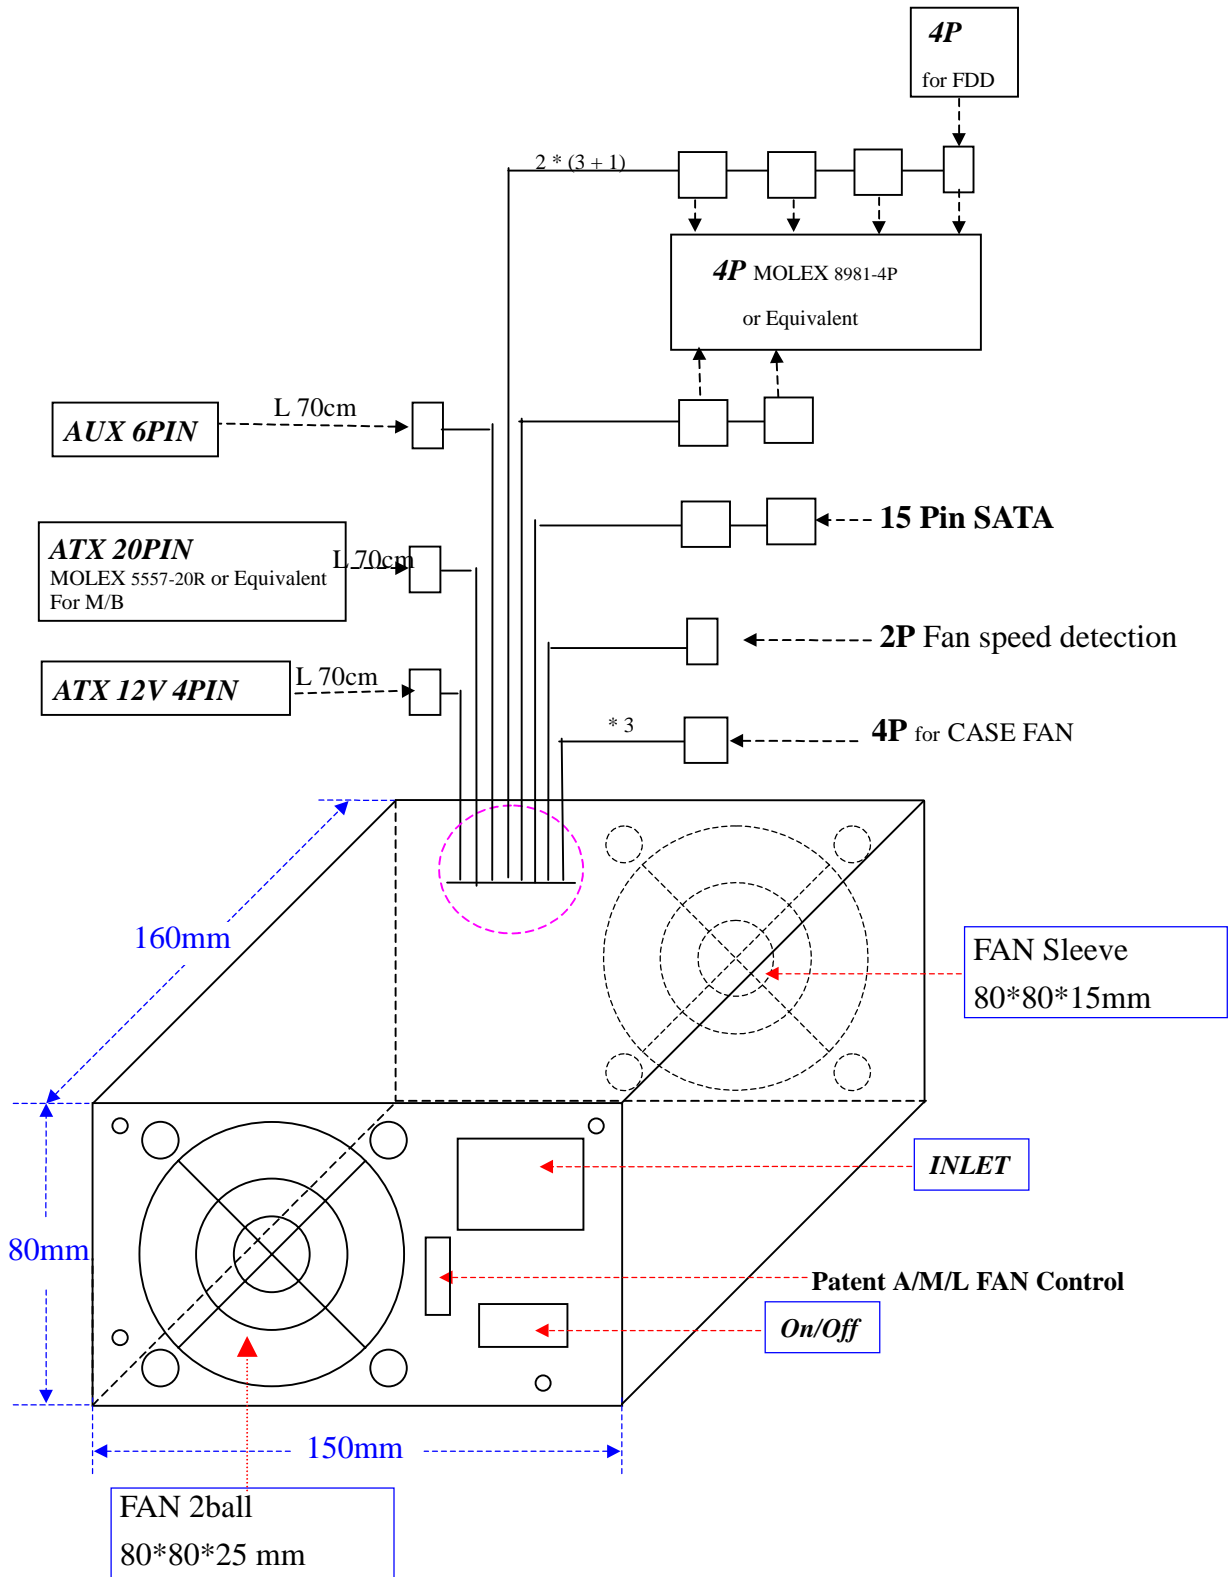 4P
for FDD
2 * (3 + 1)
4P MOLEX 8981-4P
or Equivalent
L 70cm
AUX 6PIN
15 Pin SATA
ATX 20PIN
MOLEX 5557-20R or Equivalent
For M/B
L 70cm
2P Fan speed detection
ATX 12V 4PIN
L 70cm
* 3
4P for CASE FAN
160mm
FAN Sleeve
80*80*15mm
INLET
80mm
Patent A/M/L FAN Control
On/Off
150mm
FAN 2ball
80*80*25 mm